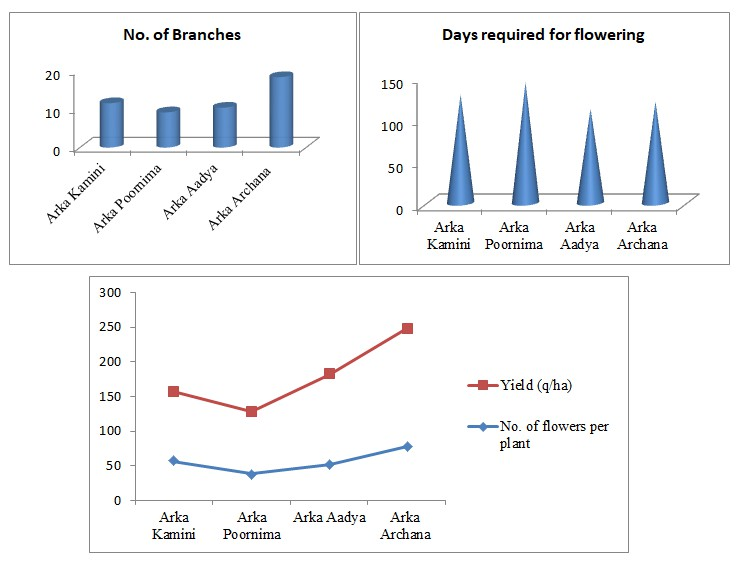 No. of Branches
20
10
0
Arka Kamini
Arka Poornima
Arka Aadya
Arka Archana
Days required for flowering
150
100
50
0
Arka
Kamini
Arka
Poornima
Arka
Aadya
Arka
Archana
300
250
200
150
100
50
0
Arka
Kamini
Arka
Poornima
Arka Aadya
Arka
Archana
Yield (q/ha)
No. of flowers per
plant